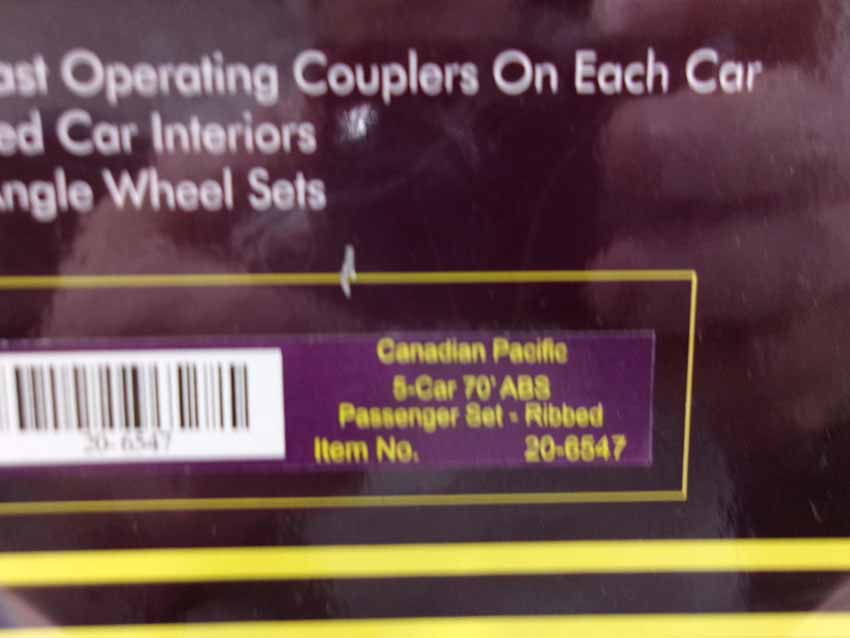 ast Operating Couplers On Each Car
ed Car Interiors
Angle Wheel Sets
Canadian Pacific
5-Car 70' ABS
Passenger Set - Ribbed
Item No. 20-6547
20-6547